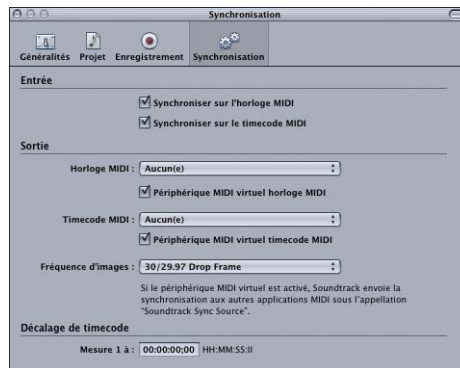 Synchronisation
Généralités Projet Enregistrement Synchronisation
Entrée
Synchroniser sur l'horloge MIDI
Synchroniser sur le timecode MIDI
Sortie
Horloge MIDI : Aucun(e)
Périphérique MIDI virtuel horloge MIDI
Timecode MIDI : Aucun(e)
Périphérique MIDI virtuel timecode MIDI
Fréquence d'images : 30/29.97 Drop Frame
Si le périphérique MIDI virtuel est activé, Soundtrack envoie la
synchronisation aux autres applications MIDI sous l'appellation
"Soundtrack Sync Source".
Décalage de timecode
Mesure 1 à : 00:00:00;00 HH:MM:SS:II